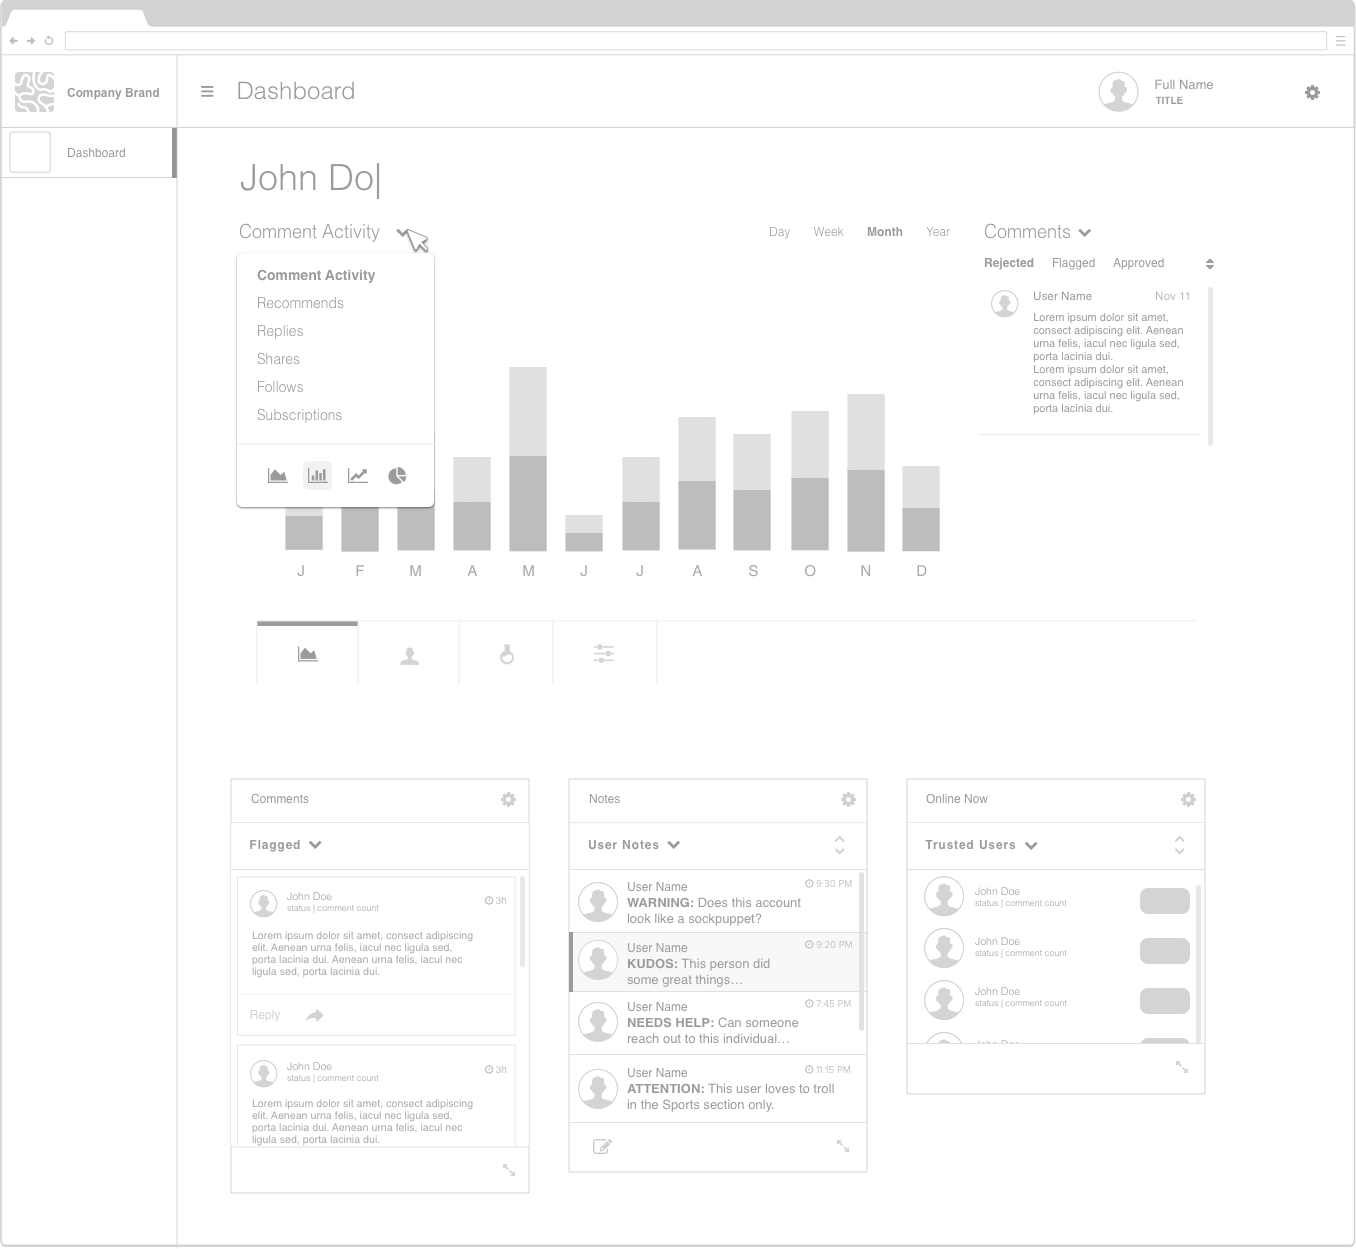 Company Brand
Dashboard
Full Name
TITLE
Dashboard
John Do
Comment Activity
Day Week Month Year
Comments
Comment Activity
Recommends
Replies
Shares
Follows
Subscriptions
Rejected Flagged Approved
User Name Nov 11
Lorem ipsum dolor sit amet,
consect adipiscing elit. Aenean
urna felis, iacul nec ligula sed,
porta lacinia dui.
Lorem ipsum dolor sit amet,
consect adipiscing elit. Aenean
urna felis, iacul nec ligula sed,
porta lacinia dui.
J F M A M J J A S O N D
Comments
Flagged
John Doe
status | comment count
3h
Lorem ipsum dolor sit amet, consect adipiscing
elit. Aenean urna felis, iacul nec ligula sed,
porta lacinia dui. Aenean urna felis, iacul nec
ligula sed, porta lacinia dui.
Reply
John Doe
status | comment count
3h
Lorem ipsum dolor sit amet, consect adipiscing
elit. Aenean urna felis, iacul nec ligula sed,
porta lacinia dui. Aenean urna felis, iacul nec
ligula sed, porta lacinia dui.
Notes
User Notes
User Name 9:30 PM
WARNING: Does this account
look like a sockpuppet?
User Name 9:20 PM
KUDOS: This person did
some great things...
User Name 7:45 PM
NEEDS HELP: Can someone
reach out to this individual...
User Name 11:15 PM
ATTENTION: This user loves to troll
in the Sports section only.
Online Now
Trusted Users
John Doe
status | comment count
John Doe
status | comment count
John Doe
status | comment count
John Doe